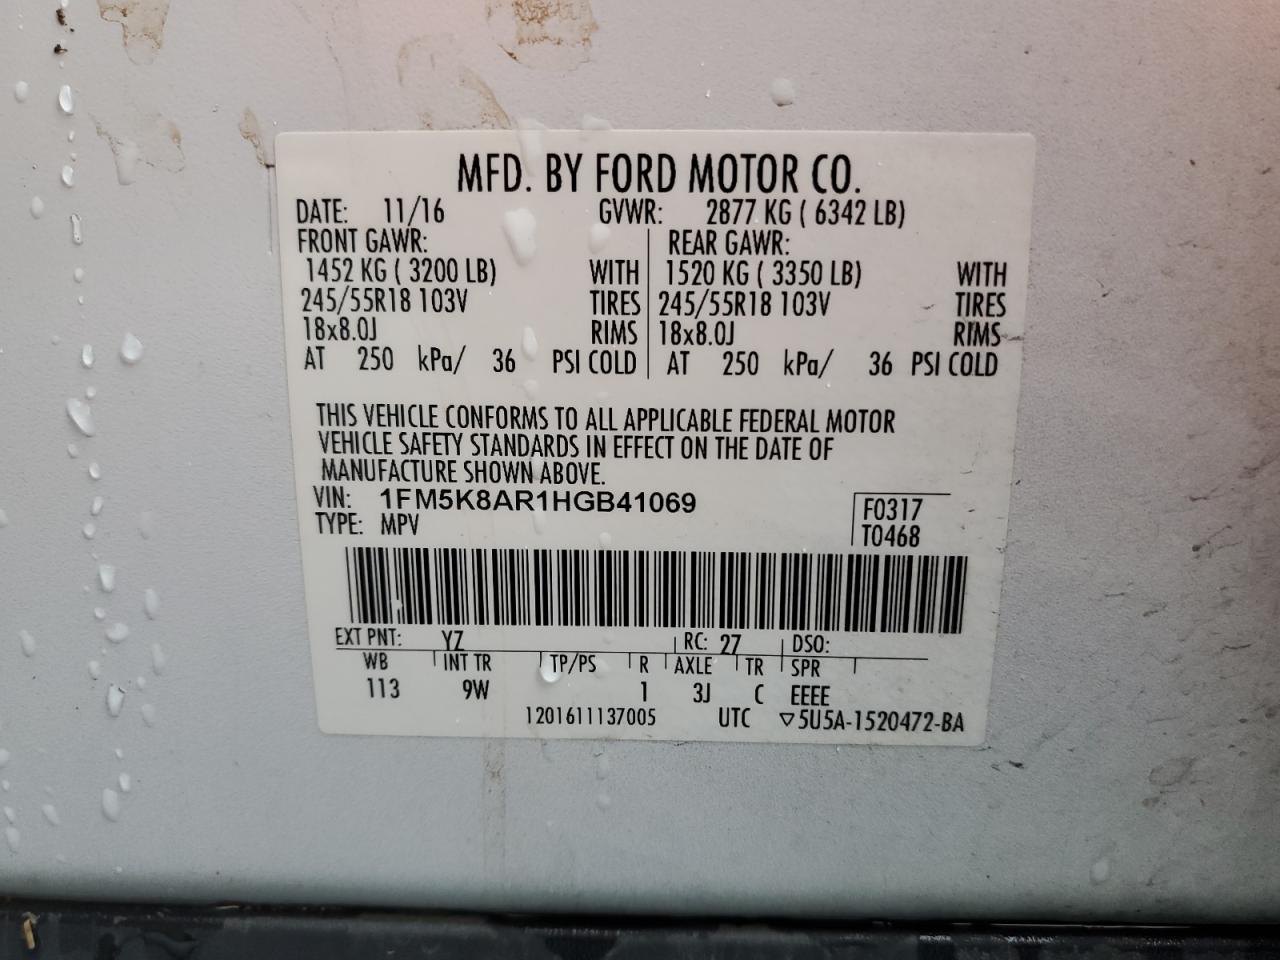 MFD. BY FORD MOTOR CO.
DATE: 11/16 GVWR: 2877 KG ( 6342 LB)
FRONT GAWR: REAR GAWR:
1452 KG ( 3200 LB) WITH 1520 KG ( 3350 LB) WITH
245/55R18 103V TIRES 245/55R18 103V TIRES
18x8.0J RIMS 18x8.0J RIMS
AT 250 kPa/ 36 PSI COLD AT 250 kPa/ 36 PSI COLD
THIS VEHICLE CONFORMS TO ALL APPLICABLE FEDERAL MOTOR
VEHICLE SAFETY STANDARDS IN EFFECT ON THE DATE OF
MANUFACTURE SHOWN ABOVE.
VIN: 1FM5K8AR1HGB41069
TYPE: MPV
F0317
T0468
EXT PNT: YZ RC: 27 DSO:
WB INT TR TP/PS R AXLE TR SPR
113 9W 1 3J C EEEE
1201611137005 UTC ▽5U5A-1520472-BA